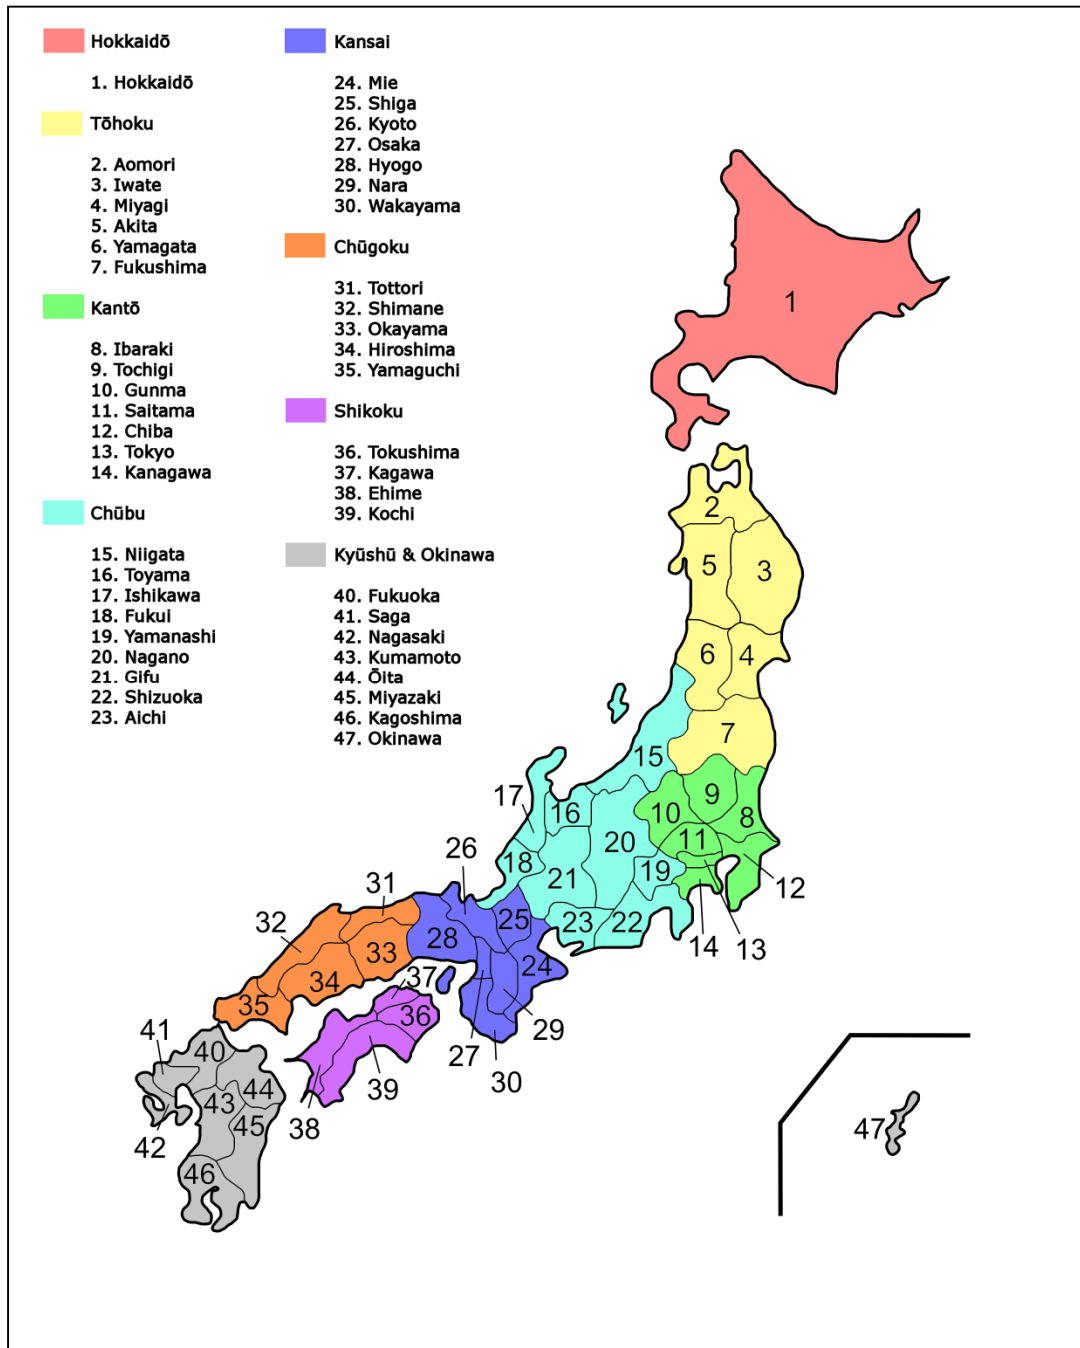 Hokkaidō
1. Hokkaidō
Tōhoku
2. Aomori
3. Iwate
4. Miyagi
5. Akita
6. Yamagata
7. Fukushima
Kantō
8. Ibaraki
9. Tochigi
10. Gunma
11. Saitama
12. Chiba
13. Tokyo
14. Kanagawa
Chūbu
15. Niigata
16. Toyama
17. Ishikawa
18. Fukui
19. Yamanashi
20. Nagano
21. Gifu
22. Shizuoka
23. Aichi
Kansai
24. Mie
25. Shiga
26. Kyoto
27. Osaka
28. Hyogo
29. Nara
30. Wakayama
Chūgoku
31. Tottori
32. Shimane
33. Okayama
34. Hiroshima
35. Yamaguchi
Shikoku
36. Tokushima
37. Kagawa
38. Ehime
39. Kochi
Kyūshū & Okinawa
40. Fukuoka
41. Saga
42. Nagasaki
43. Kumamoto
44. Ōita
45. Miyazaki
46. Kagoshima
47. Okinawa
1
2
5
3
6
4
7
15
9
17
16
10
8
20
11
26
18
19
21
12
31
25
32
23
22
28
14
13
33
24
37
34
35
36
41
40
27
29
39
30
44
43
38
42
45
47
46